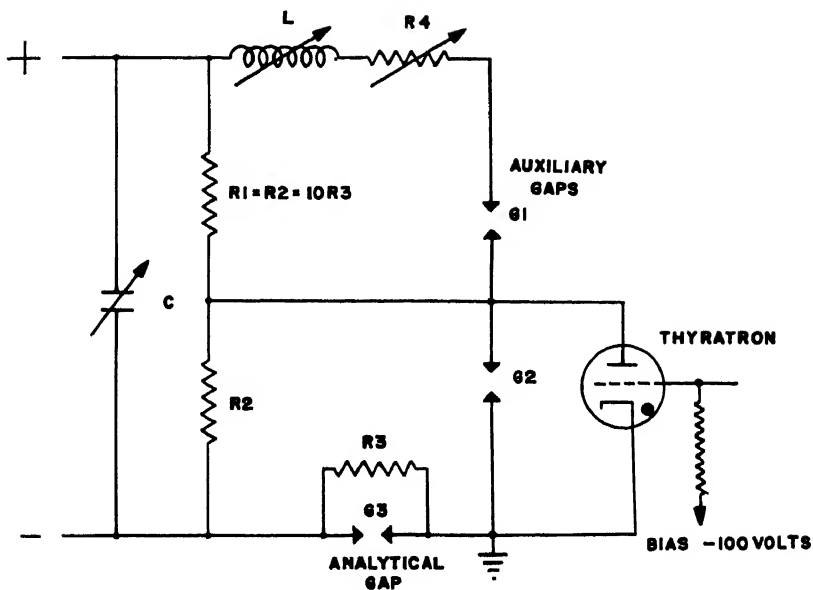 L
R4
+
AUXILIARY
GAPS
R1=R2=10R3
G1
C
THYRATRON
G2
R2
R3
G3
-
ANALYTICAL
GAP
BIAS -100 VOLTS